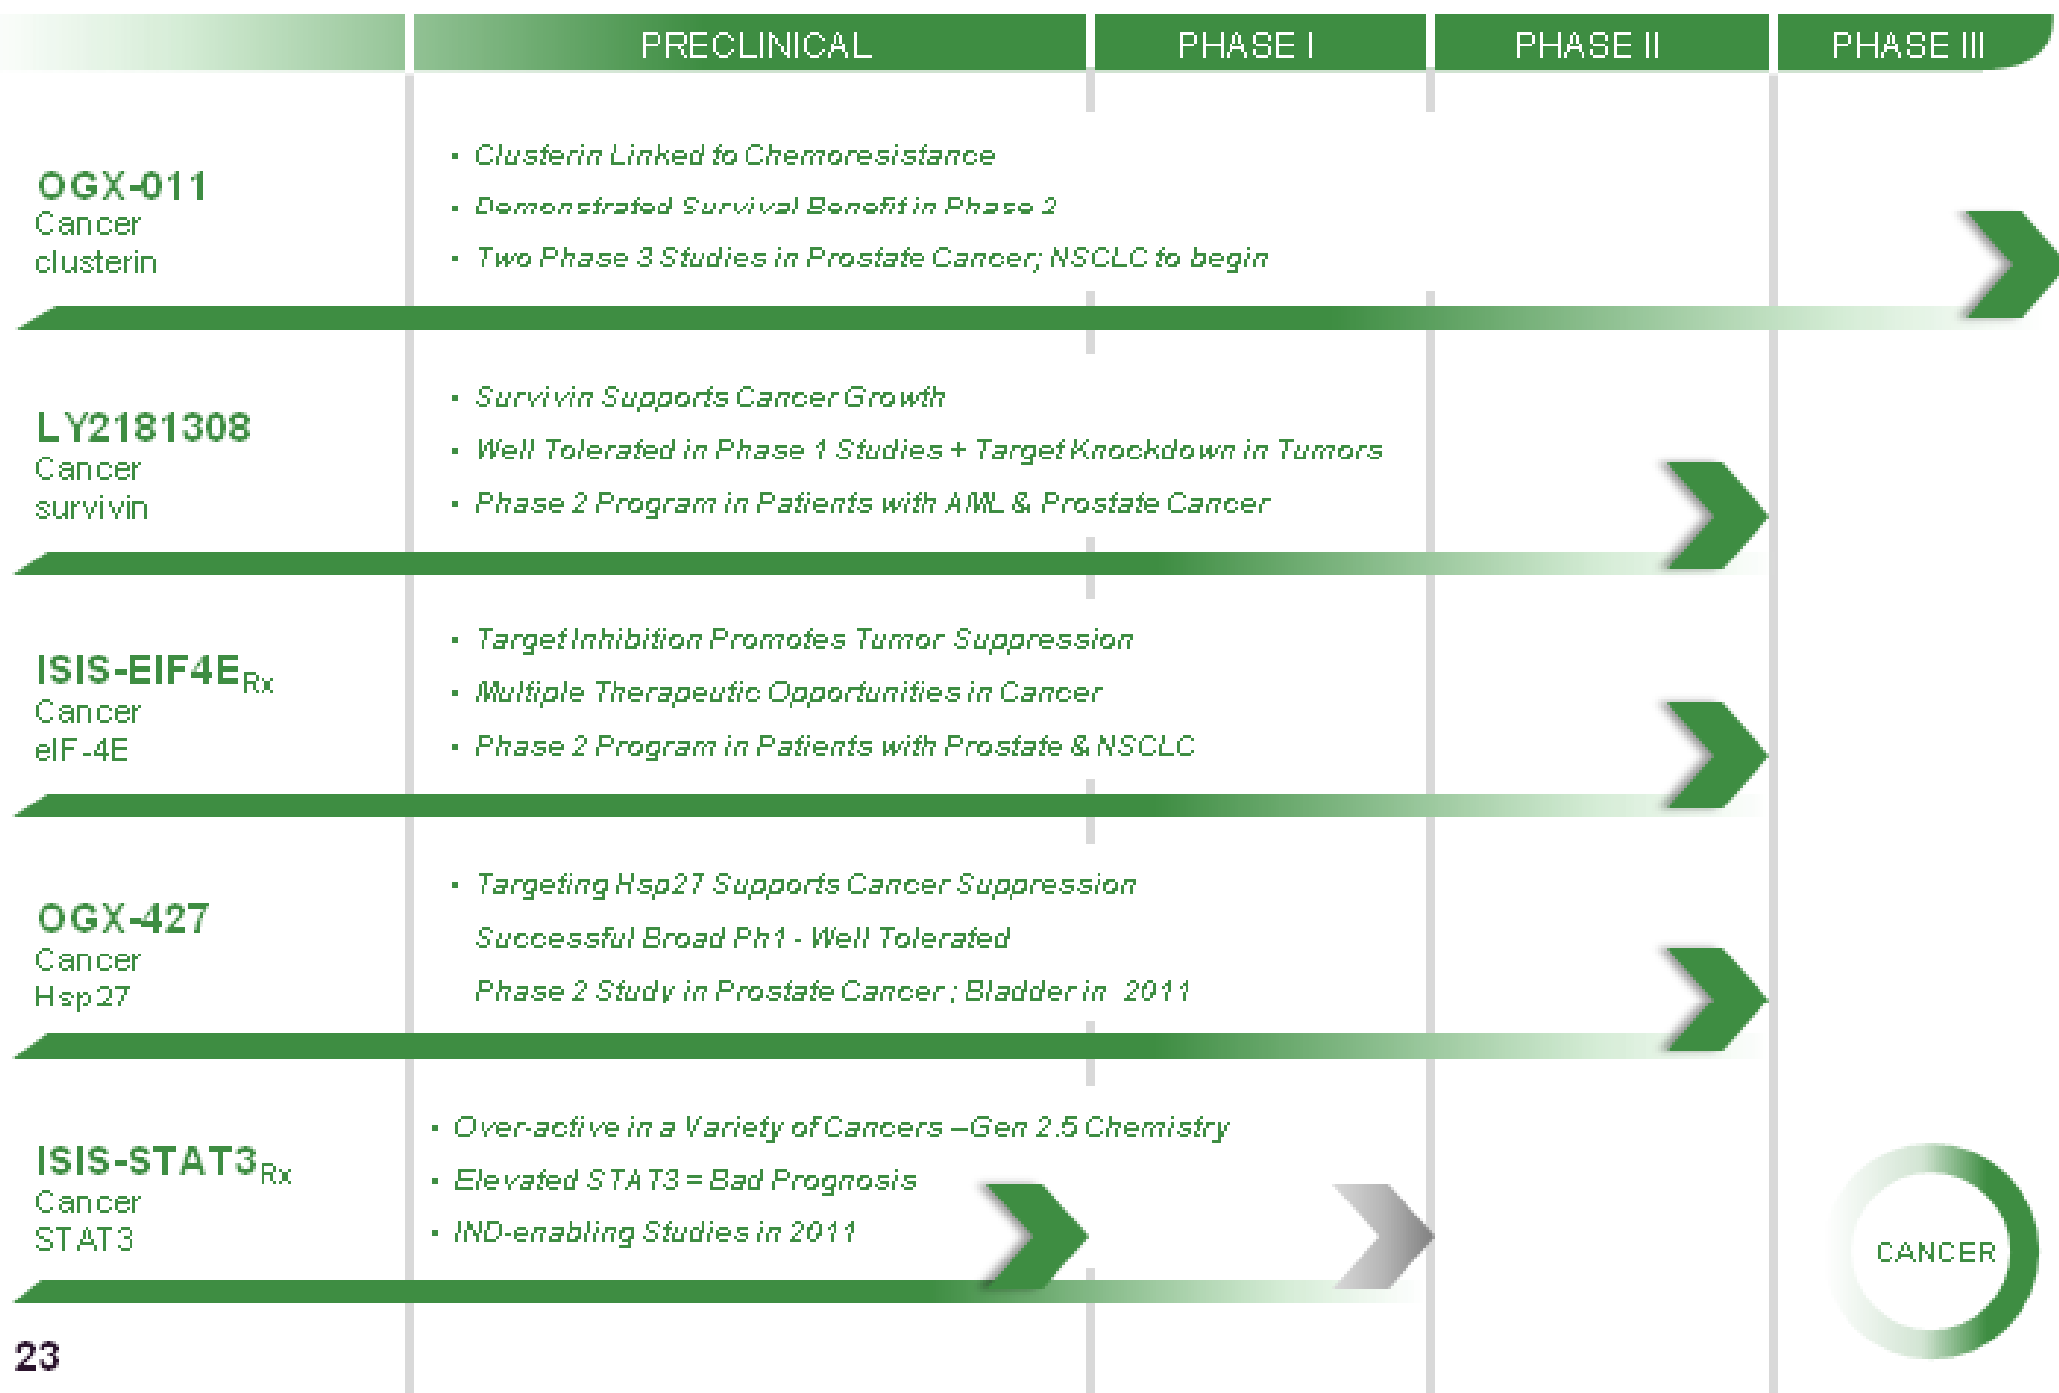 PRECLINICAL PHASE I PHASE II PHASE III
OGX-011
Cancer
clusterin
▪ Clusterin Linked to Chemoresistance
▪ Demonstrated Survival Benefit in Phase 2
▪ Two Phase 3 Studies in Prostate Cancer; NSCLC to begin
LY2181308
Cancer
survivin
▪ Survivin Supports Cancer Growth
▪ Well Tolerated in Phase 1 Studies + Target Knockdown in Tumors
▪ Phase 2 Program in Patients with AML & Prostate Cancer
ISIS-EIF4ERx
Cancer
eIF-4E
▪ Target Inhibition Promotes Tumor Suppression
▪ Multiple Therapeutic Opportunities in Cancer
▪ Phase 2 Program in Patients with Prostate & NSCLC
OGX-427
Cancer
Hsp27
▪ Targeting Hsp27 Supports Cancer Suppression
Successful Broad Ph1 - Well Tolerated
Phase 2 Study in Prostate Cancer ; Bladder in 2011
ISIS-STAT3Rx
Cancer
STAT3
▪ Over-active in a Variety of Cancers –Gen 2.5 Chemistry
▪ Elevated STAT3 = Bad Prognosis
▪ IND-enabling Studies in 2011
CANCER
23